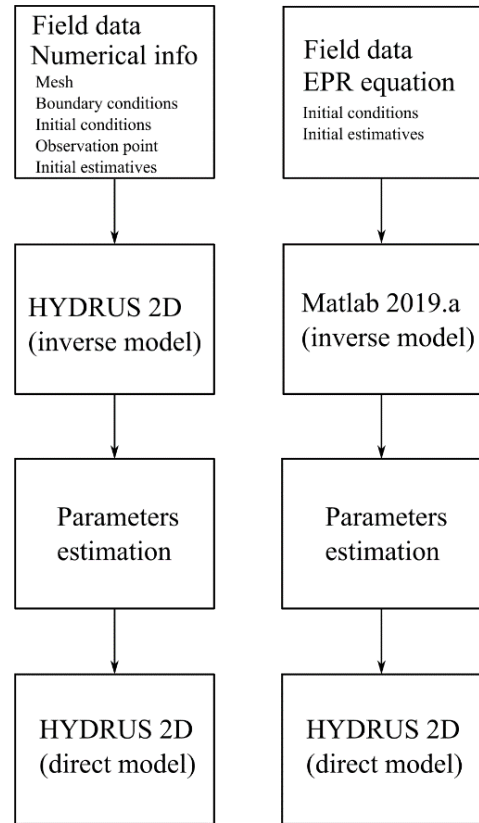 Field data
Numerical info
Mesh
Boundary conditions
Initial conditions
Observation point
Initial estimatives
HYDRUS 2D
(inverse model)
Parameters
estimation
HYDRUS 2D
(direct model)
Field data
EPR equation
Initial conditions
Initial estimatives
Matlab 2019.a
(inverse model)
Parameters
estimation
HYDRUS 2D
(direct model)